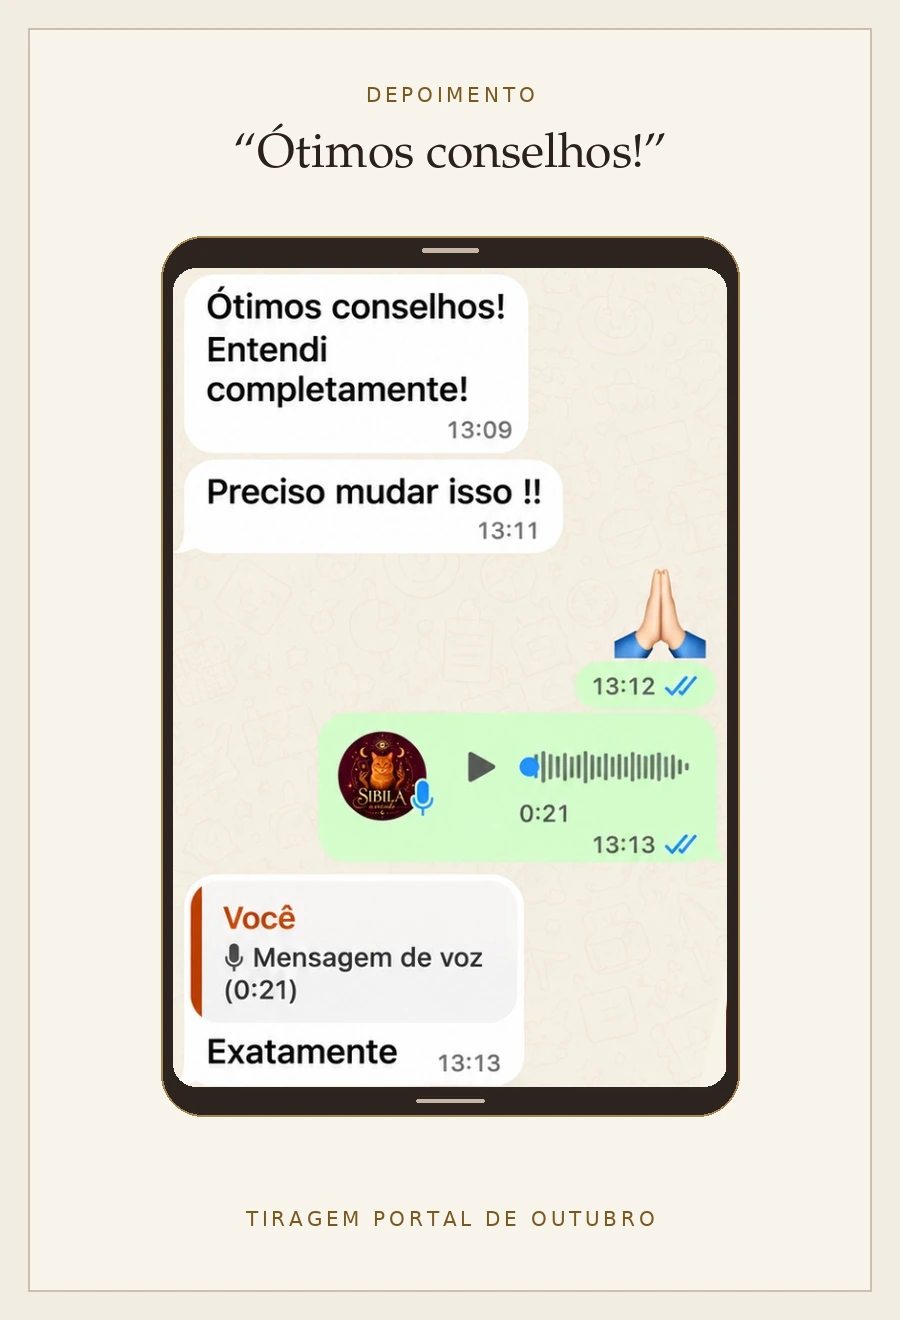 DEPOIMENTO
“Ótimos conselhos!”
Ótimos conselhos!
Entendi
completamente!
13:09
Preciso mudar isso !!
13:11
13:12
SIBILA
0:21
13:13
Você
Mensagem de voz
(0:21)
Exatamente 13:13
TIRAGEM PORTAL DE OUTUBRO